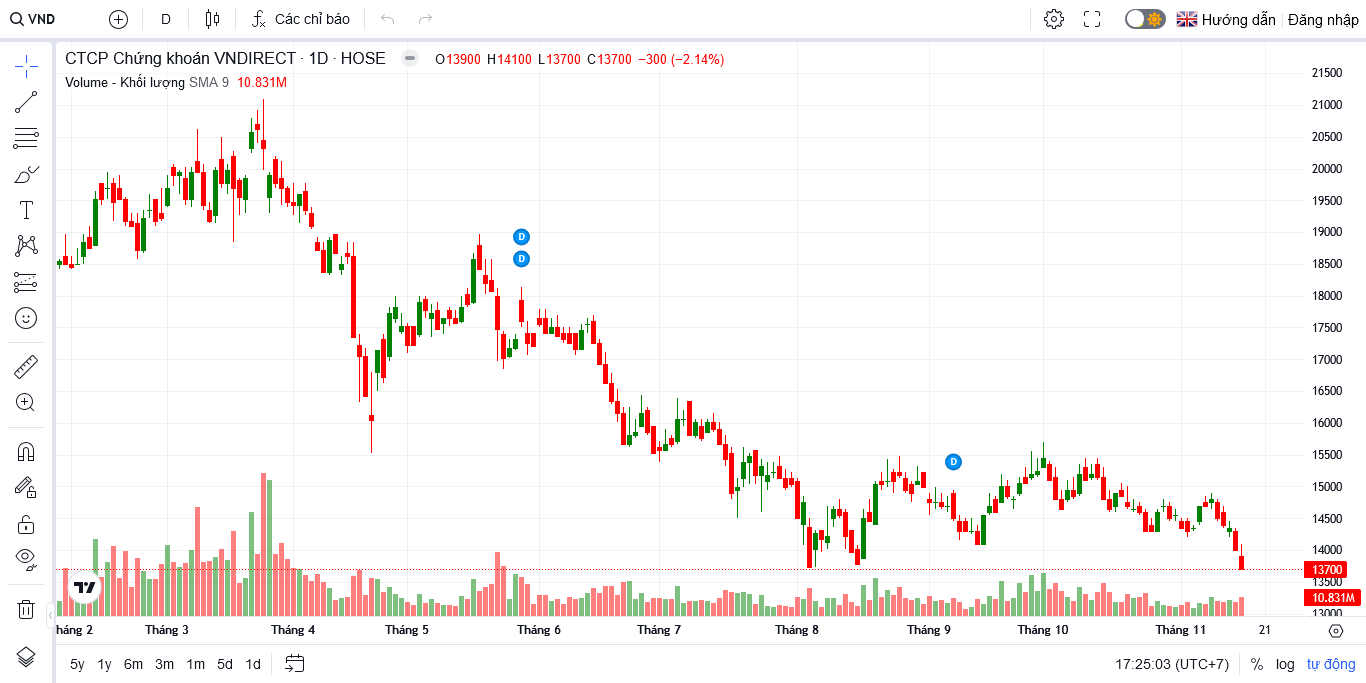 VND D Các chỉ báo Hướng dẫn Đăng nhập
CTCP Chứng khoán VNDIRECT · 1D · HOSE O13900 H14100 L13700 C13700 −300 (−2.14%)
Volume - Khối lượng SMA 9 10.831M
21500
21000
20500
20000
19500
19000
18500
18000
17500
17000
16500
16000
15500
15000
14500
14000
13700
13500
10.831M
13000
D
D
D
háng 2 Tháng 3 Tháng 4 Tháng 5 Tháng 6 Tháng 7 Tháng 8 Tháng 9 Tháng 10 Tháng 11 21
5y 1y 6m 3m 1m 5d 1d 17:25:03 (UTC+7) % log tự động